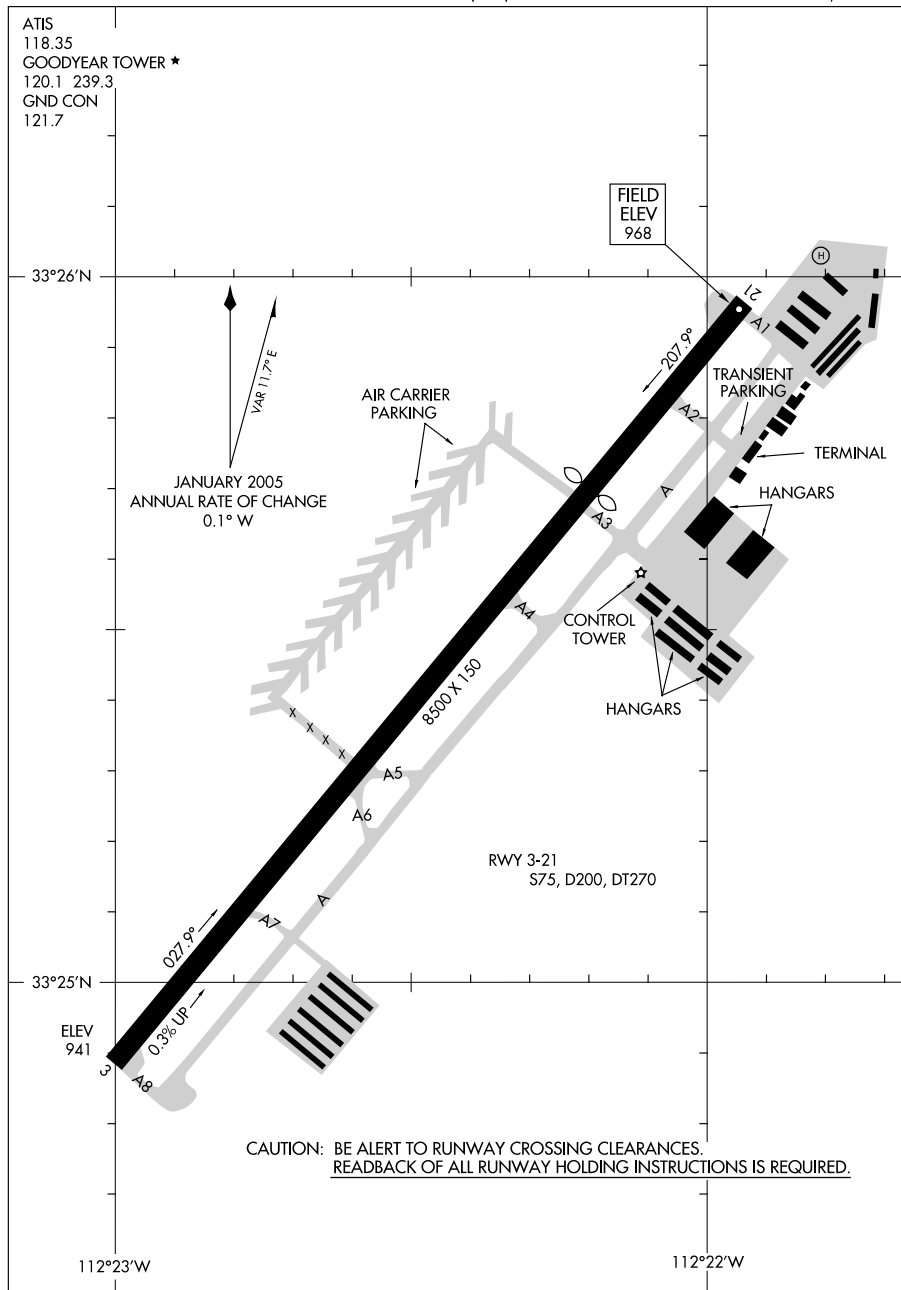 ATIS
118.35
GOODYEAR TOWER ★
120.1 239.3
GND CON
121.7
FIELD
ELEV
968
33°26'N
H
21
A1
VAR 11.7° E
207.9°
AIR CARRIER
PARKING
TRANSIENT
PARKING
A2
TERMINAL
JANUARY 2005
ANNUAL RATE OF CHANGE
0.1° W
A
HANGARS
A3
A4
CONTROL
TOWER
8500 X 150
HANGARS
X X X X
A5
A6
RWY 3-21
S75, D200, DT270
A
A7
027.9°
33°25'N
0.3% UP
ELEV
941
3
A8
CAUTION: BE ALERT TO RUNWAY CROSSING CLEARANCES.
READBACK OF ALL RUNWAY HOLDING INSTRUCTIONS IS REQUIRED.
112°23'W
112°22'W